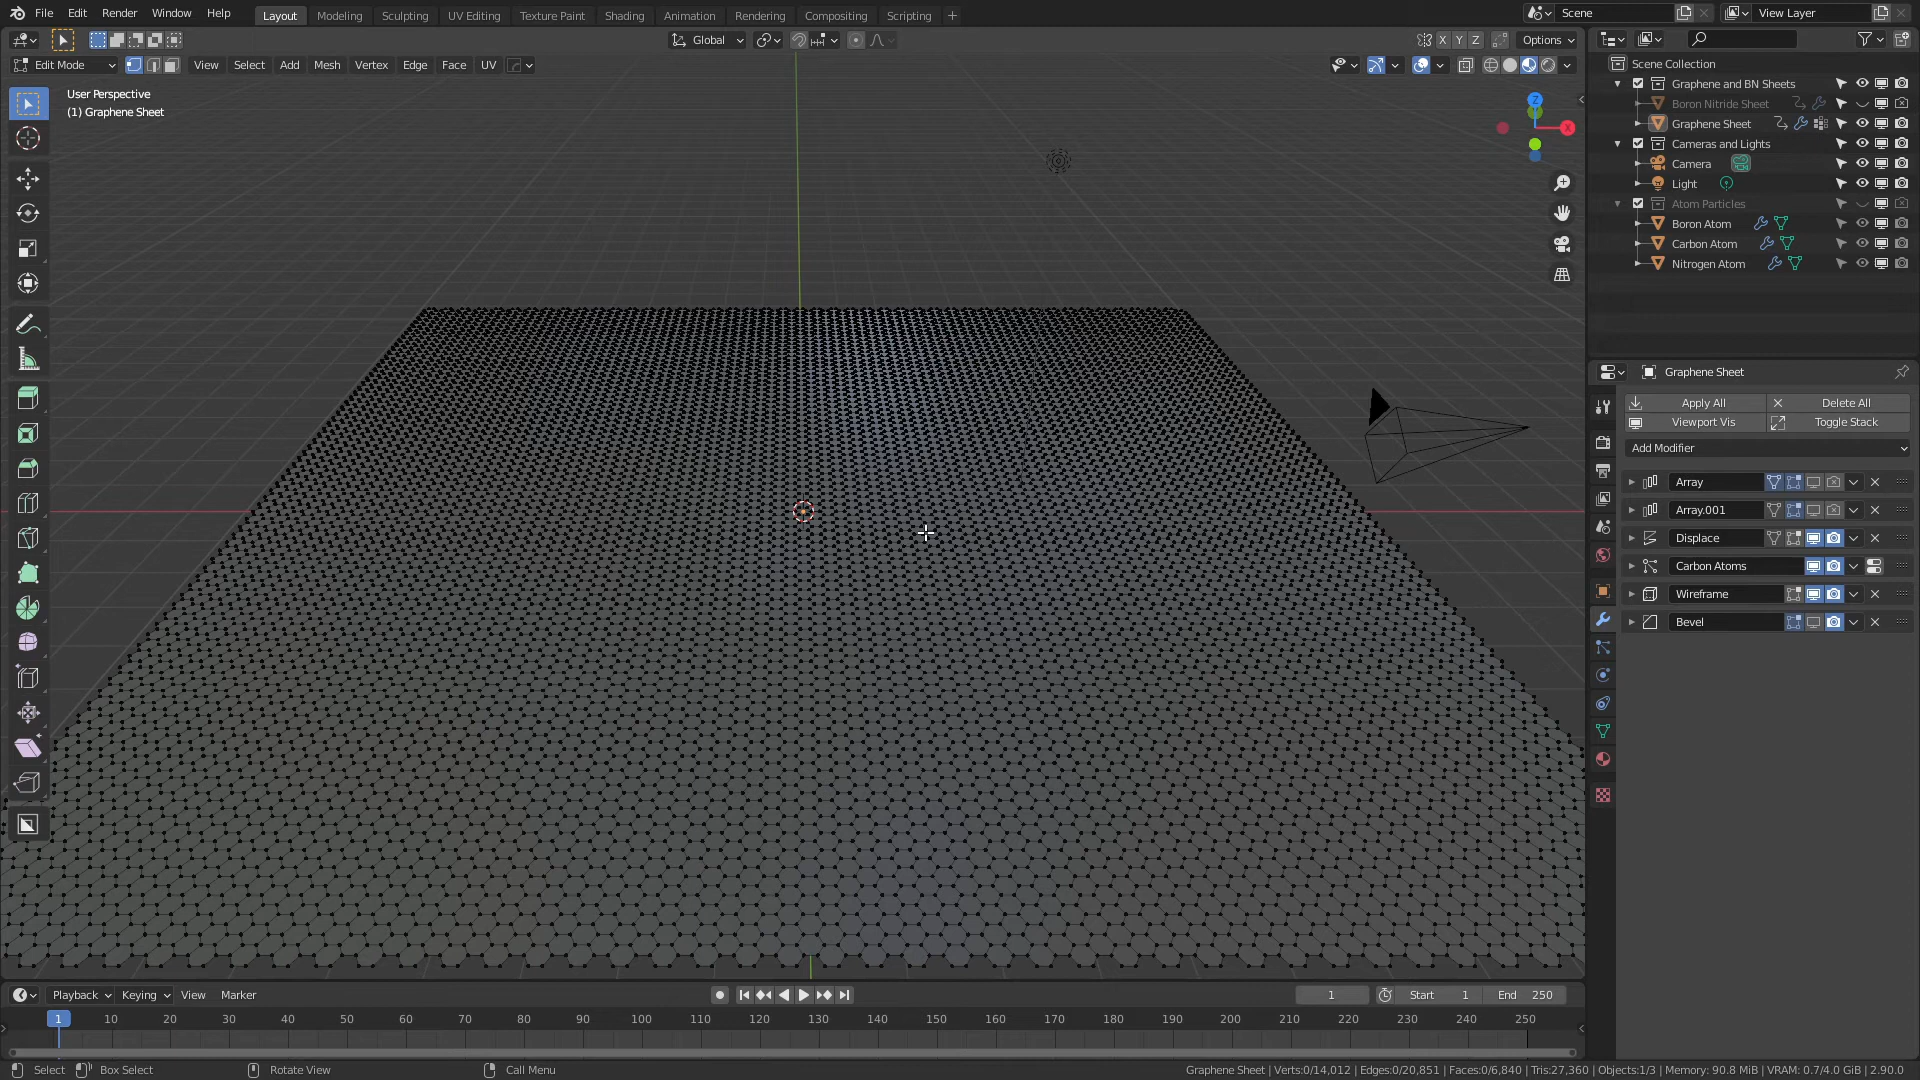 File Edit Render Window Help Layout Modeling Sculpting UV Editing Texture Paint Shading Animation Rendering Compositing Scripting + Scene View Layer
Global X Y Z Options
Edit Mode View Select Add Mesh Vertex Edge Face UV
User Perspective
(1) Graphene Sheet
Z
X
Scene Collection
Graphene and BN Sheets
Boron Nitride Sheet
Graphene Sheet
Cameras and Lights
Camera
Light
Atom Particles
Boron Atom
Carbon Atom
Nitrogen Atom
Graphene Sheet
Apply All Delete All
Viewport Vis Toggle Stack
Add Modifier
Array
Array.001
Displace
Carbon Atoms
Wireframe
Bevel
Playback Keying View Marker 1 Start 1 End 250
1 10 20 30 40 50 60 70 80 90 100 110 120 130 140 150 160 170 180 190 200 210 220 230 240 250
Select Box Select Rotate View Call Menu Graphene Sheet | Verts:0/14,012 | Edges:0/20,851 | Faces:0/6,840 | Tris:27,360 | Objects:1/3 | Memory: 90.8 MiB | VRAM: 0.7/4.0 GiB | 2.90.0